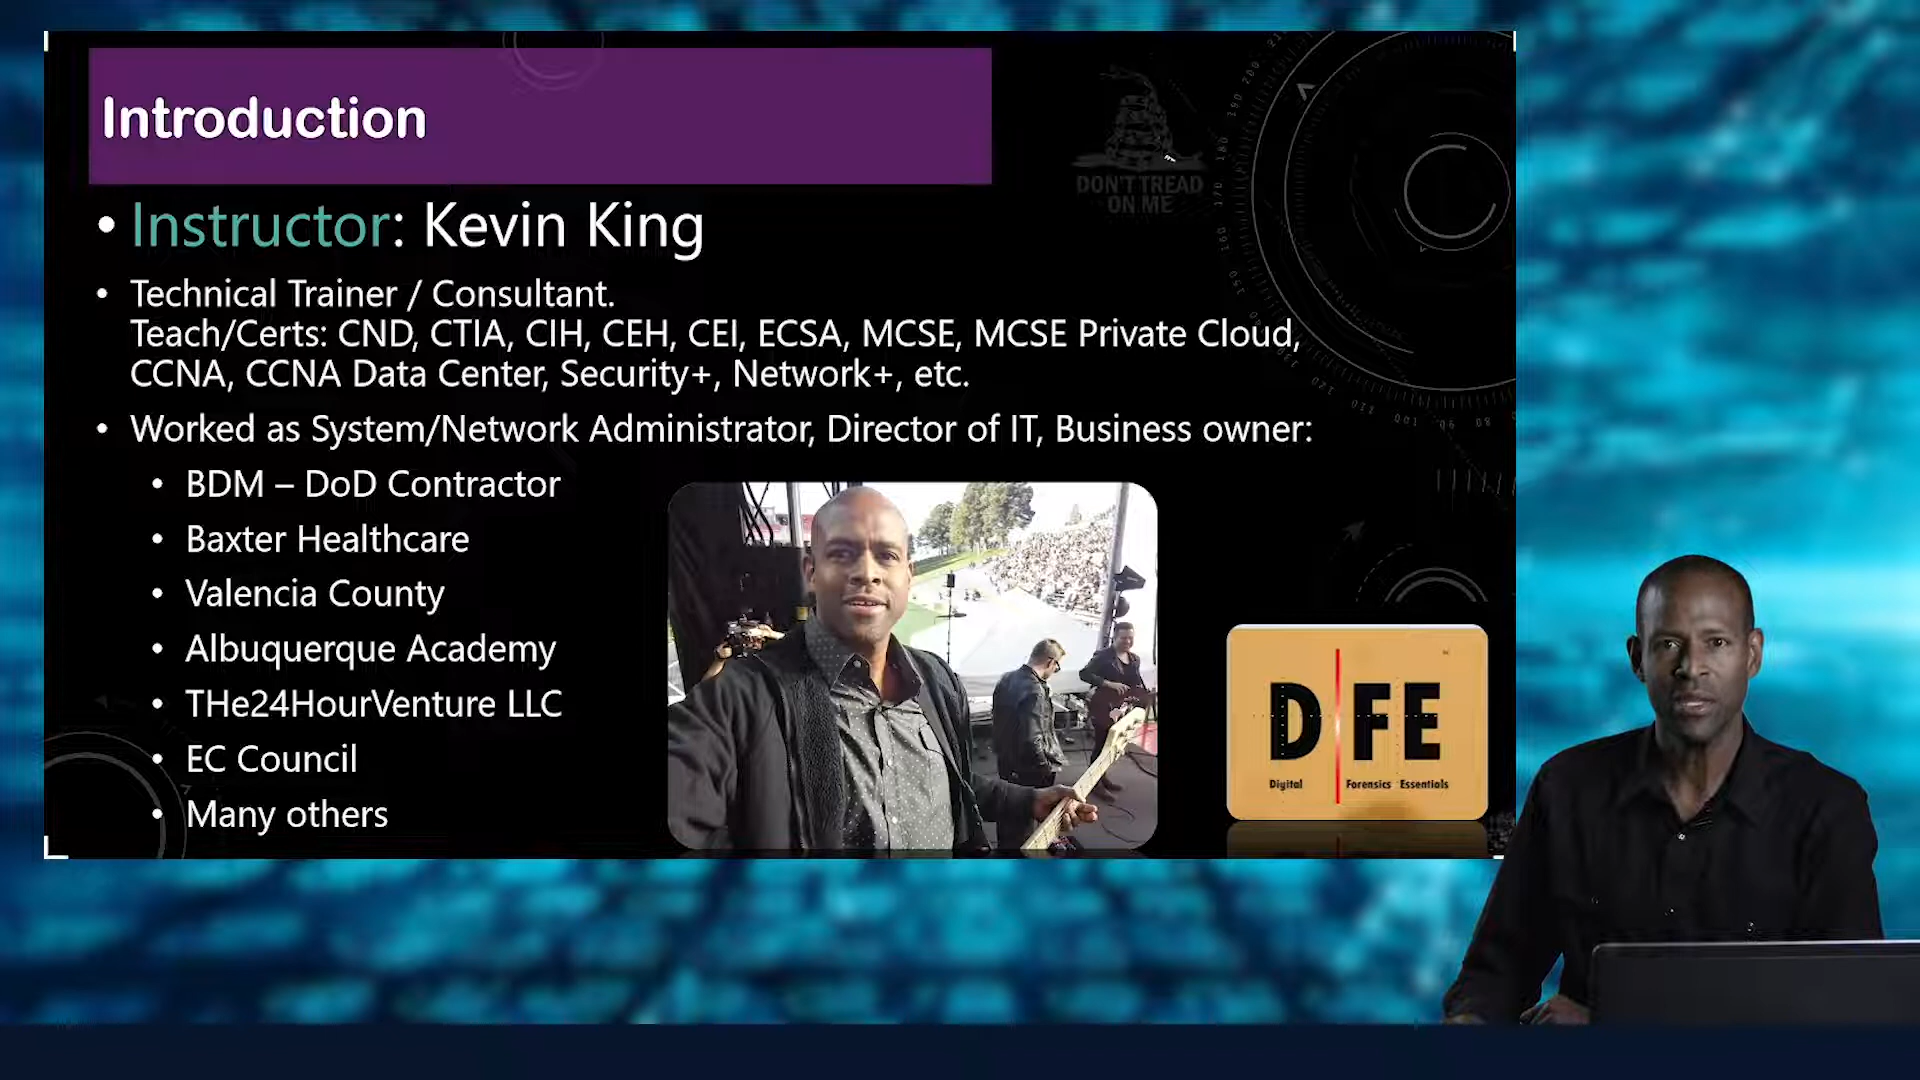 Introduction
DON'T TREAD
ON ME
• Instructor: Kevin King
• Technical Trainer / Consultant.
Teach/Certs: CND, CTIA, CIH, CEH, CEI, ECSA, MCSE, MCSE Private Cloud,
CCNA, CCNA Data Center, Security+, Network+, etc.
• Worked as System/Network Administrator, Director of IT, Business owner:
• BDM – DoD Contractor
• Baxter Healthcare
• Valencia County
• Albuquerque Academy
• THe24HourVenture LLC
• EC Council
• Many others
D FE
Digital Forensics Essentials